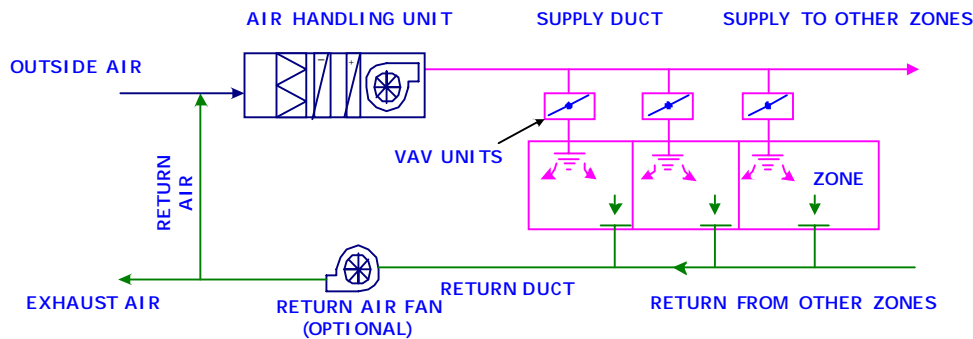 AIR HANDLING UNIT
SUPPLY DUCT
SUPPLY TO OTHER ZONES
OUTSIDE AIR
− +
VAV UNITS
ZONE
RETURN
AIR
EXHAUST AIR
RETURN AIR FAN
(OPTIONAL)
RETURN DUCT
RETURN FROM OTHER ZONES